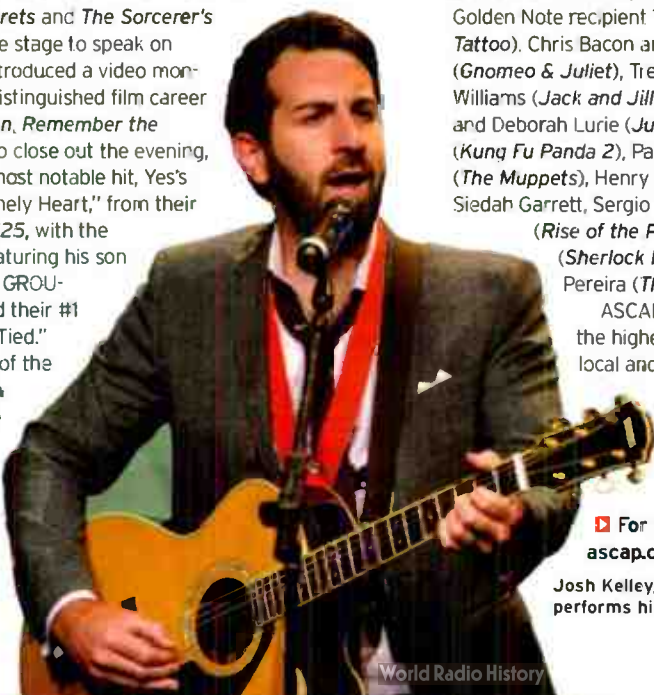 rets and The Sorcerer's
e stage to speak on
troduced a video mon-
istinguished film career
n, Remember the
o close out the evening,
nost notable hit, Yes's
nely Heart," from their
25, with the
aturing his son
GROU-
d their #1
Tied."
of the
Golden Note recipient
Tattoo), Chris Bacon ar
(Gnomeo & Juliet), Tre
Williams (Jack and Jill
and Deborah Lurie (Ju
(Kung Fu Panda 2), Pa
(The Muppets), Henry
Siedah Garrett, Sergio
(Rise of the P
(Sherlock
Pereira (Th
ASCAP
the highe
local and
For
ascap.c
Josh Kelley,
performs hi
World Radio History